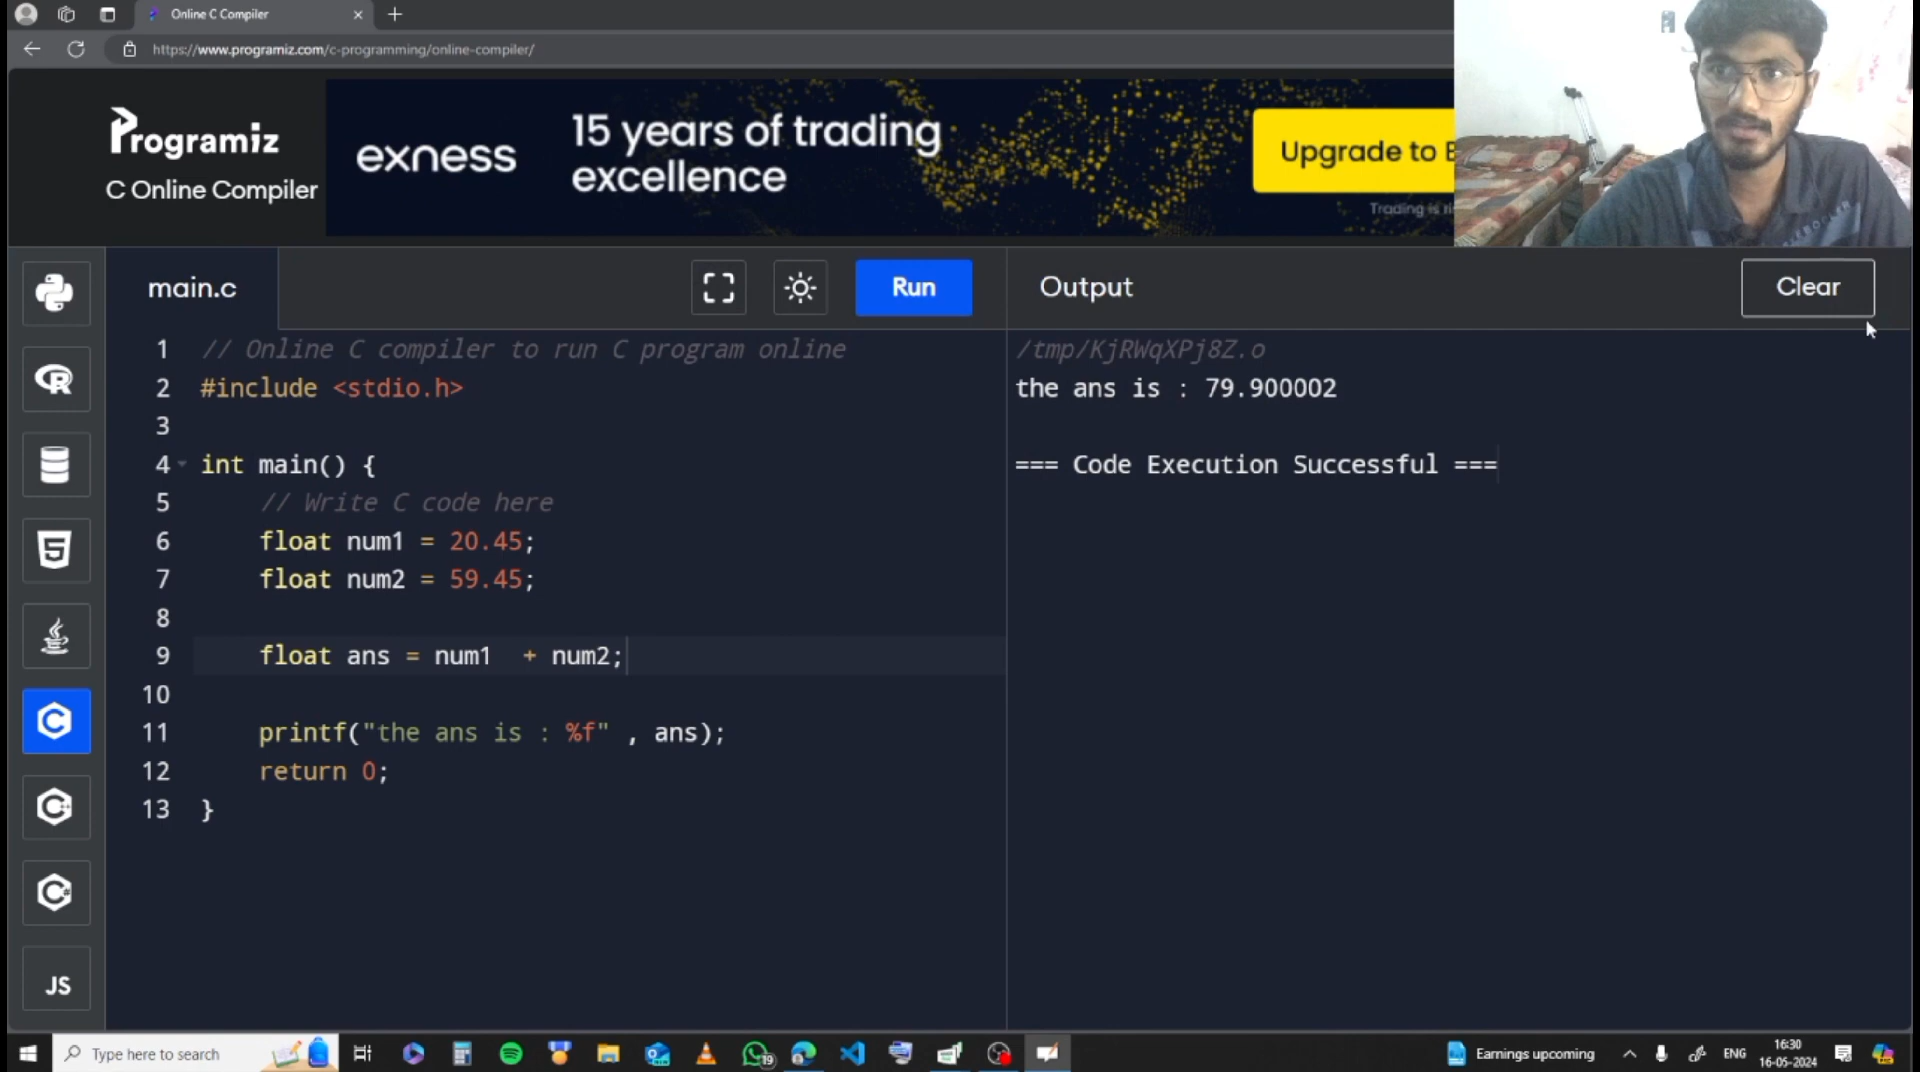 Online C Compiler
https://www.programiz.com/c-programming/online-compiler/
Programiz
C Online Compiler
exness
15 years of trading
excellence
Upgrade to
Trading is
main.c
Run
Output
Clear
1 // Online C compiler to run C program online
2 #include <stdio.h>
3
4 int main() {
5 // Write C code here
6 float num1 = 20.45;
7 float num2 = 59.45;
8
9 float ans = num1  + num2;
10
11 printf("the ans is : %f" , ans);
12 return 0;
13 }
/tmp/KjRWqXPj8Z.o
the ans is : 79.900002
=== Code Execution Successful ===
JS
Type here to search
19
Earnings upcoming
ENG
16:30
16-05-2024